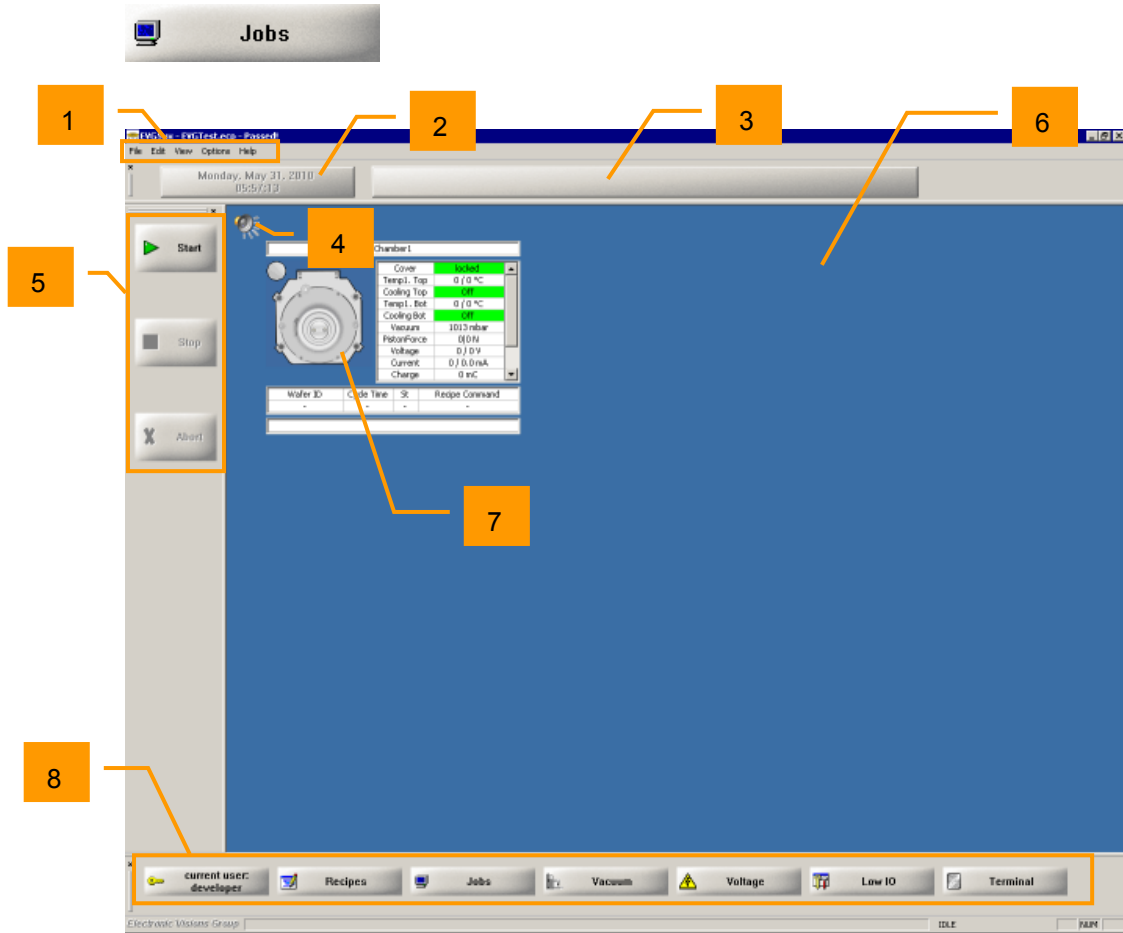 Jobs
1
2
3
6
- EVGTest.ecp - Passed!
File Edit View Options Help
Monday, May 31, 2010
05:57:13
5
Start
Stop
Abort
4
Chamber1
Cover locked
Temp1. Top 0 / 0 °C
Cooling Top Off
Temp1. Bot 0 / 0 °C
Cooling Bot Off
Vacuum 1013 mbar
PistonForce 0|0 N
Voltage 0 / 0 V
Current 0 / 0.0 mA
Charge 0 mC
Wafer ID Cycle Time St Recipe Command
- - - -
7
8
current user:
developer
Recipes
Jobs
Vacuum
Voltage
Low IO
Terminal
Electronic Visions Group
IDLE
NUM